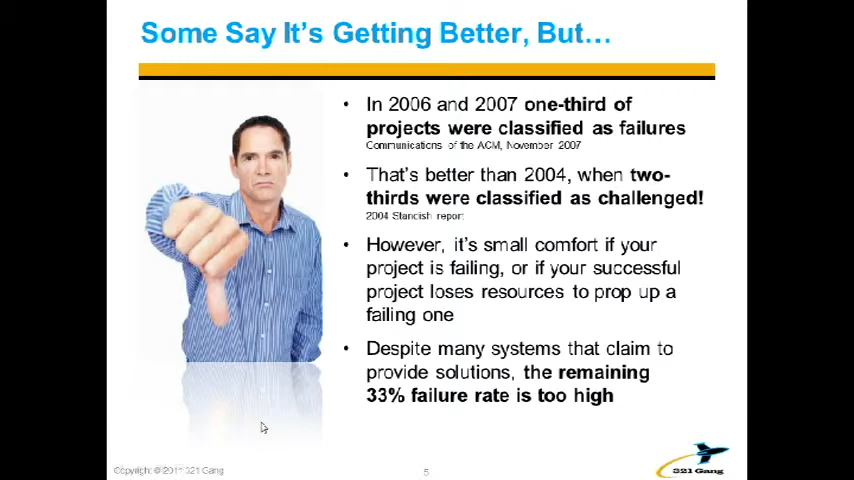 Some Say It's Getting Better, But…
• In 2006 and 2007 one-third of
projects were classified as failures
Communications of the ACM, November 2007
• That's better than 2004, when two-
thirds were classified as challenged!
2004 Standish report
• However, it's small comfort if your
project is failing, or if your successful
project loses resources to prop up a
failing one
• Despite many systems that claim to
provide solutions, the remaining
33% failure rate is too high
Copyright © 2011 321 Gang
5
321 Gang